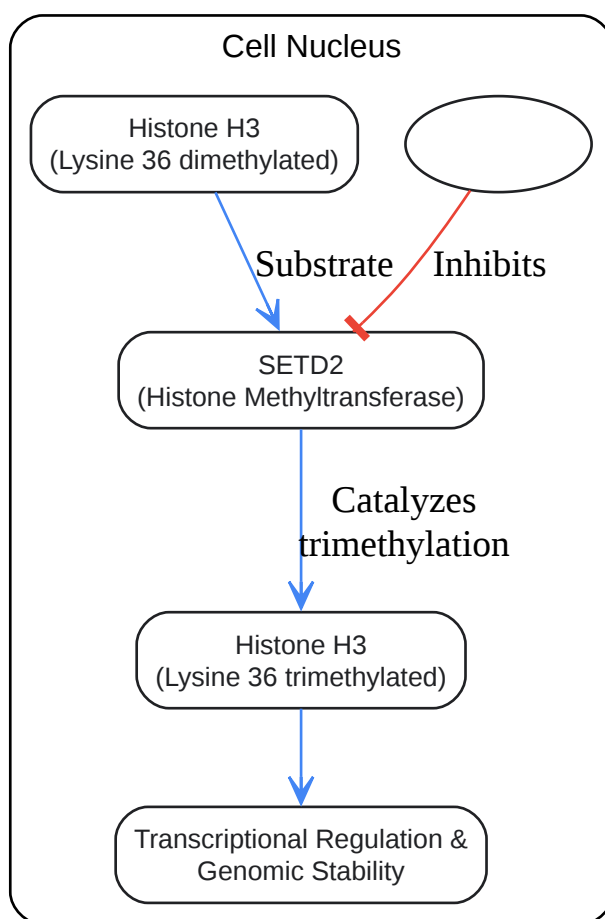 Cell Nucleus
Histone H3
(Lysine 36 dimethylated)
Substrate
Inhibits
SETD2
(Histone Methyltransferase)
Catalyzes
trimethylation
Histone H3
(Lysine 36 trimethylated)
Transcriptional Regulation &
Genomic Stability